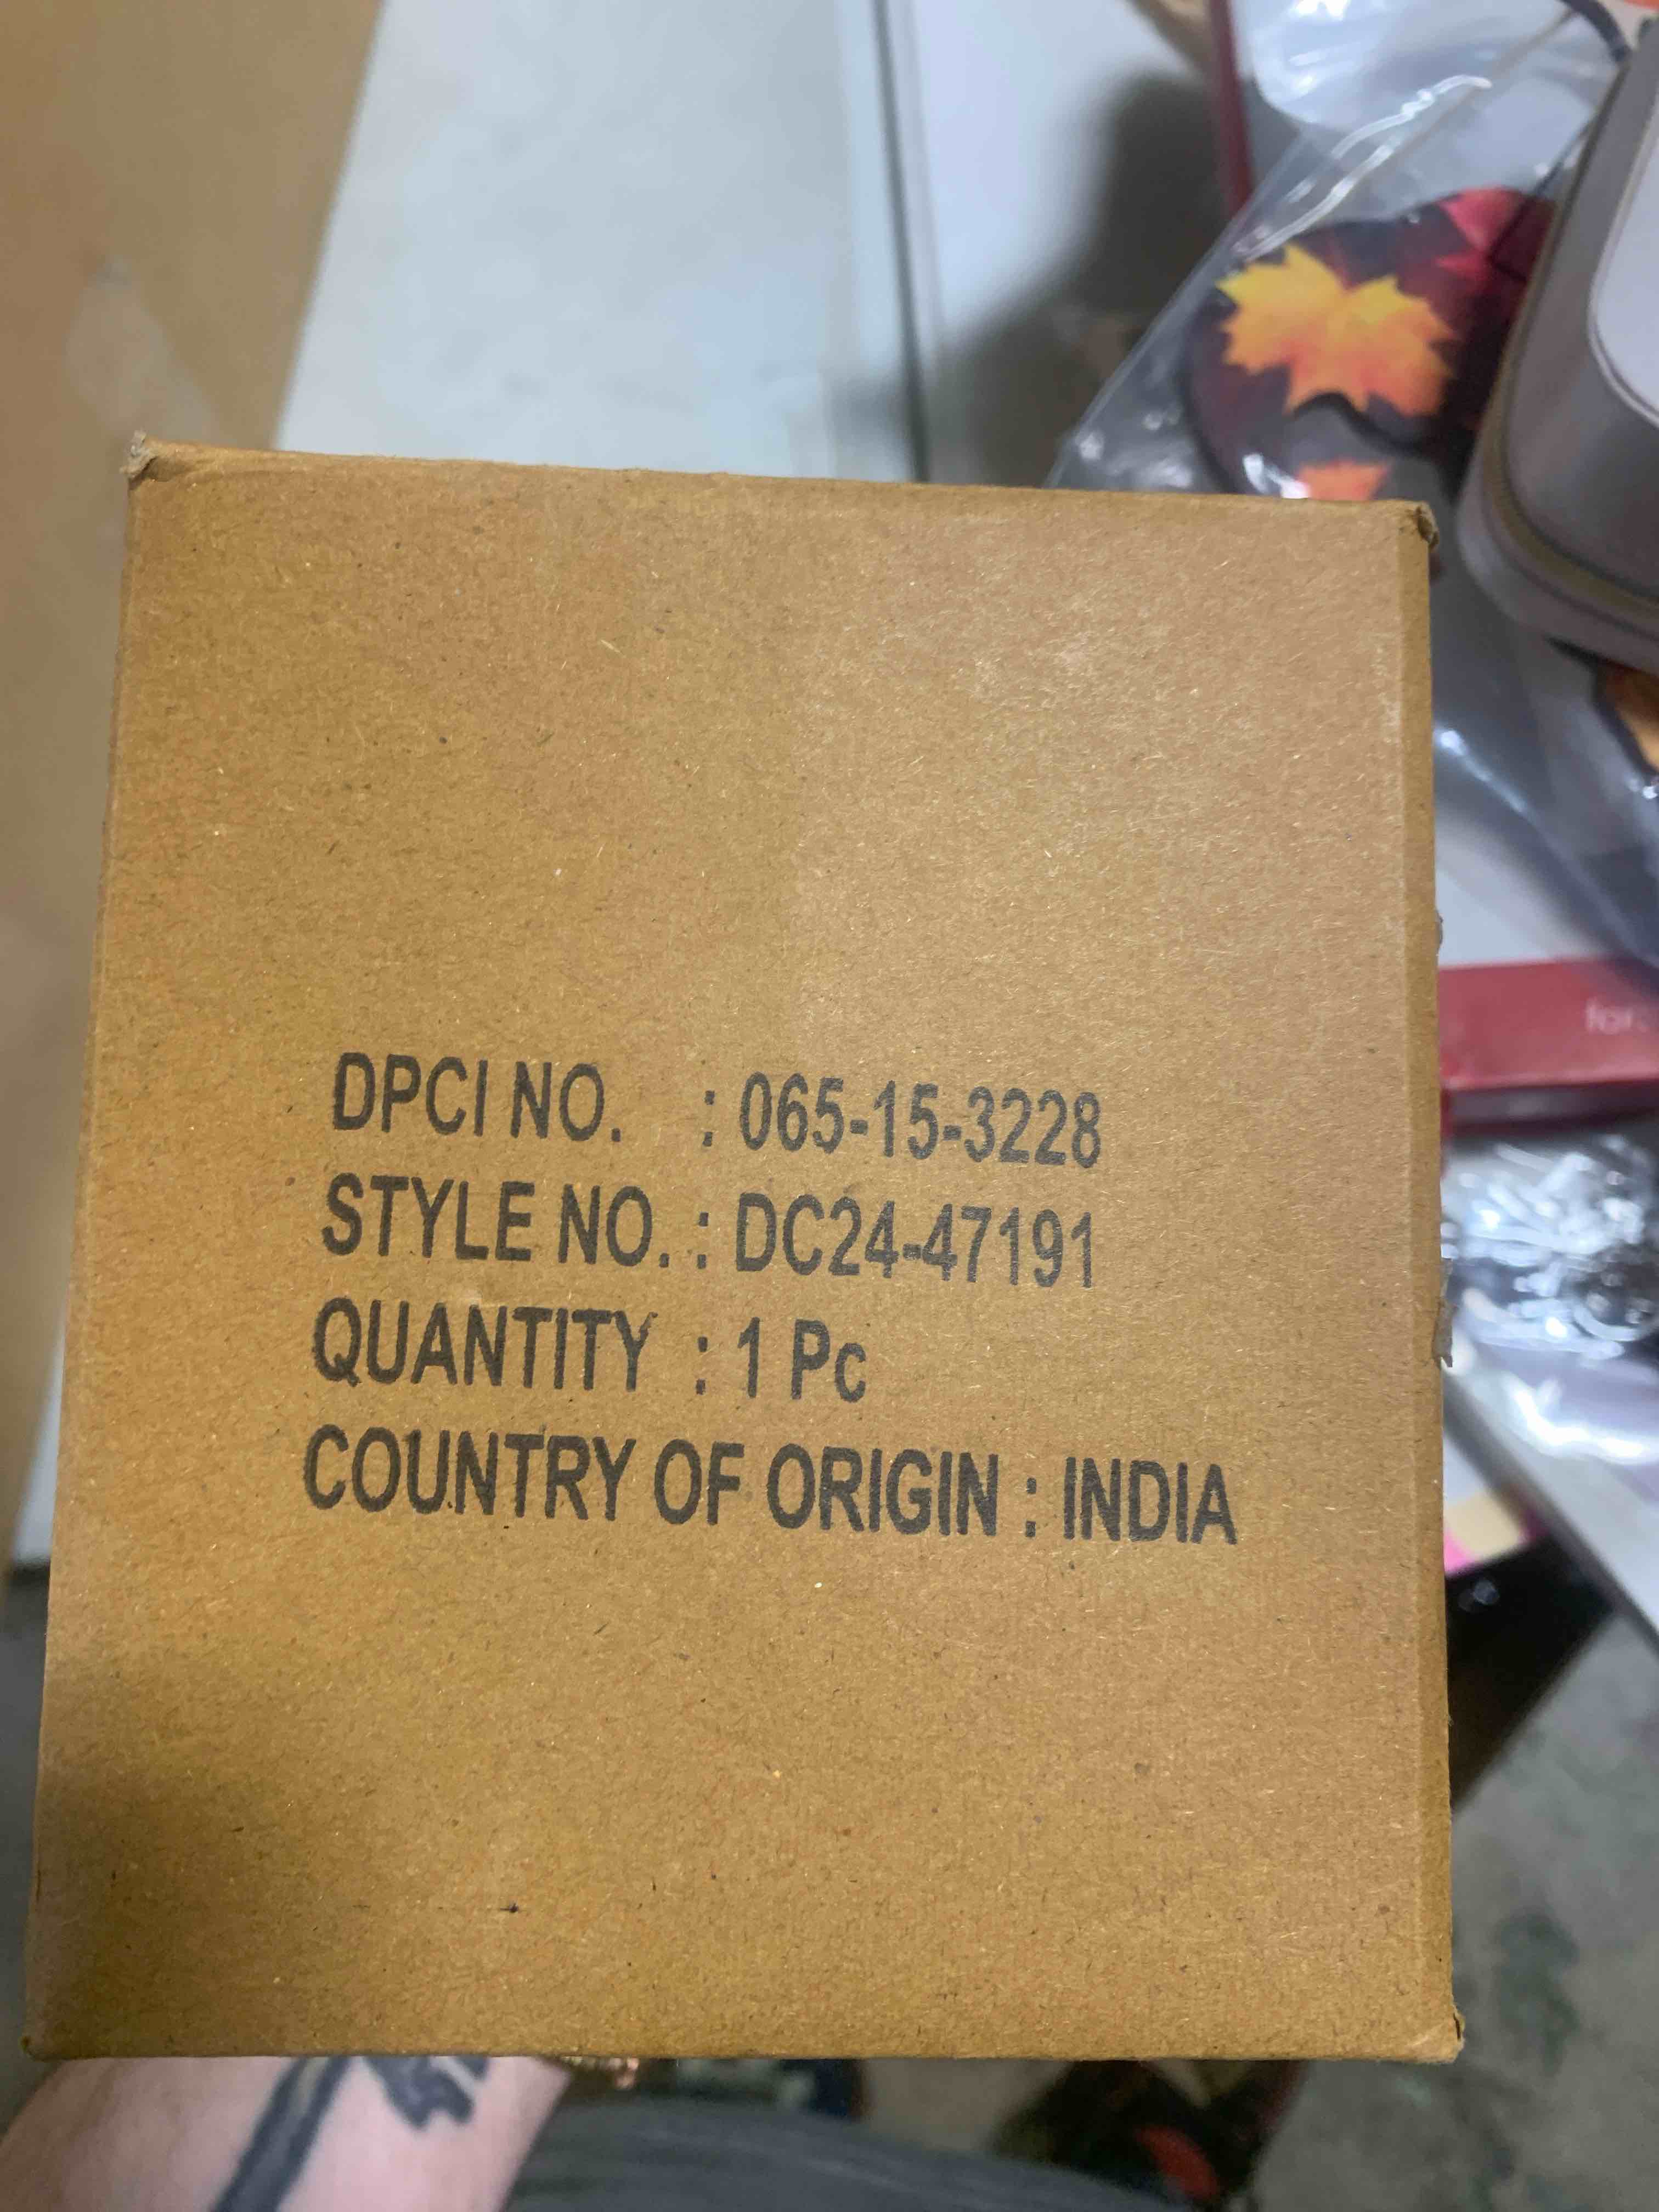 DPCI NO. : 065-15-3228
STYLE NO. : DC24-47191
QUANTITY : 1 Pc
COUNTRY OF ORIGIN : INDIA